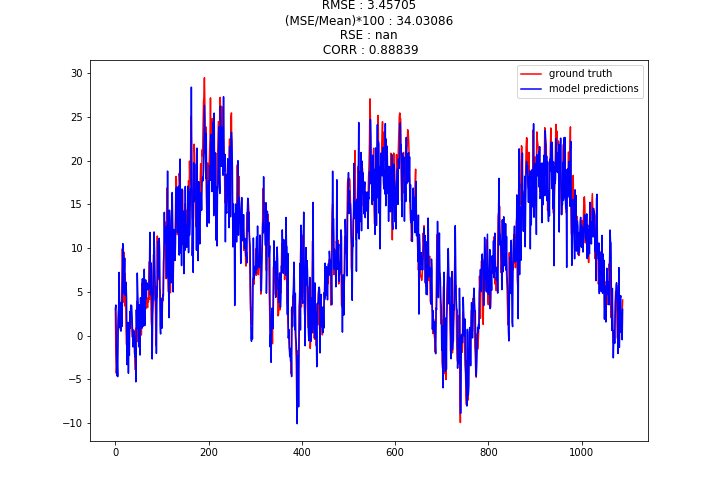 RMSE : 3.45705
(MSE/Mean)*100 : 34.03086
RSE : nan
CORR : 0.88839
ground truth
model predictions
30
25
20
15
10
5
0
−5
−10
0 200 400 600 800 1000